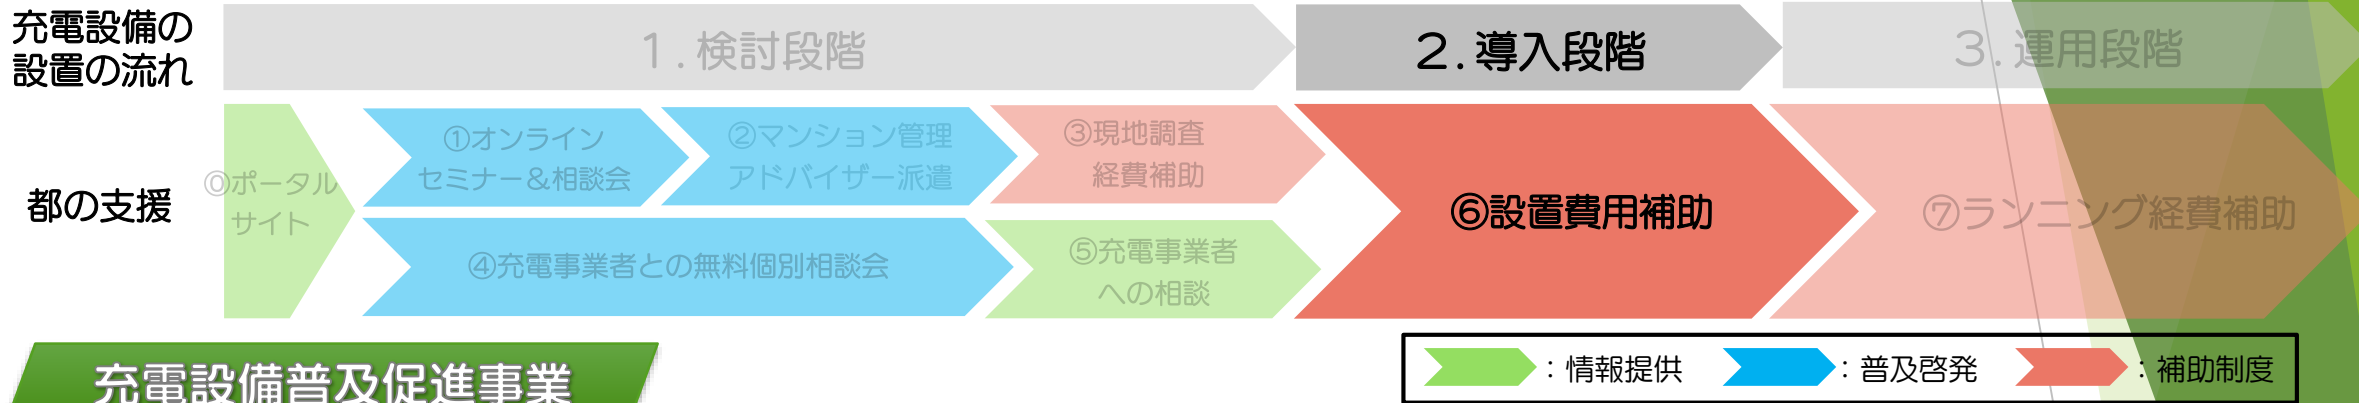 充電設備の
設置の流れ
１. 検討段階
２. 導入段階
３. 運用段階
都の支援
⓪ポータル
サイト
①オンライン
セミナー＆相談会
②マンション管理
アドバイザー派遣
③現地調査
経費補助
④充電事業者との無料個別相談会
⑤充電事業者
への相談
⑥設置費用補助
⑦ランニング経費補助
：情報提供
：普及啓発
：補助制度
充電設備普及促進事業